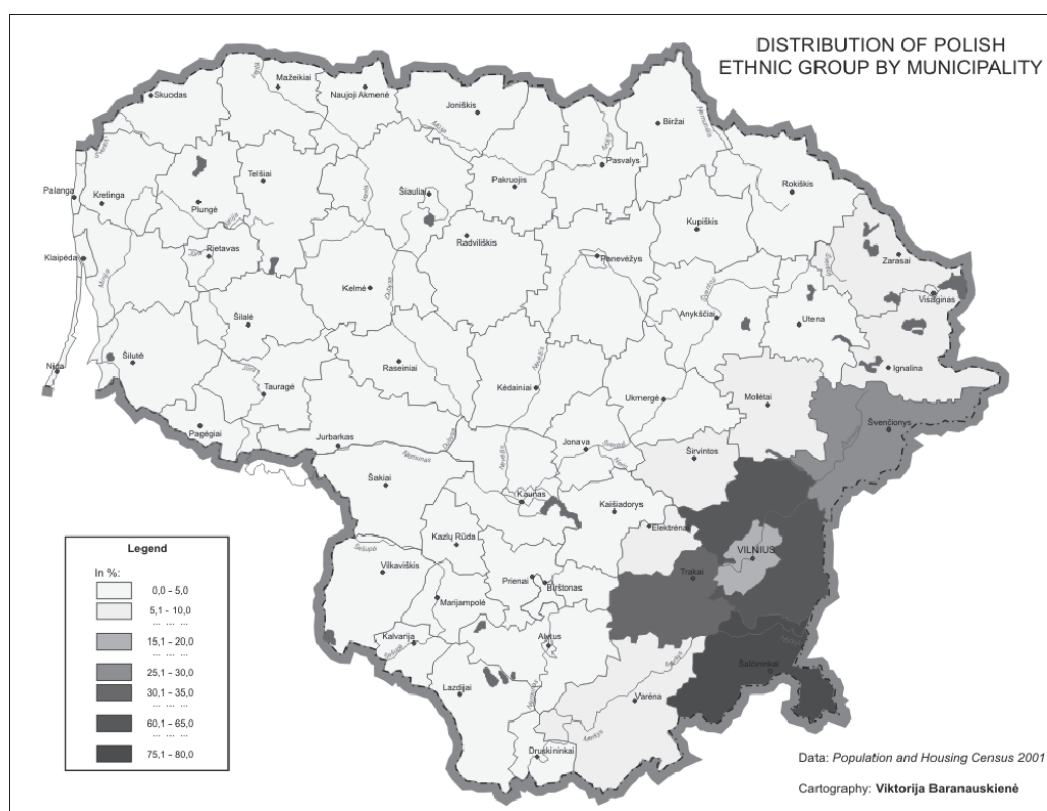 DISTRIBUTION OF POLISH
ETHNIC GROUP BY MUNICIPALITY
Mažeikiai
Skuodas
Naujoji Akmenė
Joniškis
Biržai
Pasvalys
Telšiai
Pakruojis
Rokiškis
Palanga
Kretinga
Šiauliai
Plungė
Kupiškis
Radviliškis
Rietavas
Zarasai
Klaipėda
Panevėžys
Kelmė
Visaginas
Anykščiai
Utena
Šilalė
Šilutė
Raseiniai
Ignalina
Nida
Kėdainiai
Tauragė
Ukmergė
Molėtai
Pagėgiai
Švenčionys
Jurbarkas
Jonava
Nemunas
Širvintos
Šakiai
Kaunas
Kaišiadorys
Elektrėnai
Kazlų Rūda
VILNIUS
Vilkaviškis
Prienai
Trakai
Birštonas
Marijampolė
Kalvarija
Alytus
Šalčininkai
Lazdijai
Varėna
Merkys
Druskininkai
Legend
In %:
0,0 – 5,0
5,1 – 10,0
... ... ...
15,1 – 20,0
... ... ...
25,1 – 30,0
30,1 – 35,0
... ... ...
60,1 – 65,0
... ... ...
75,1 – 80,0
Data: Population and Housing Census 2001
Cartography: Viktorija Baranauskienė